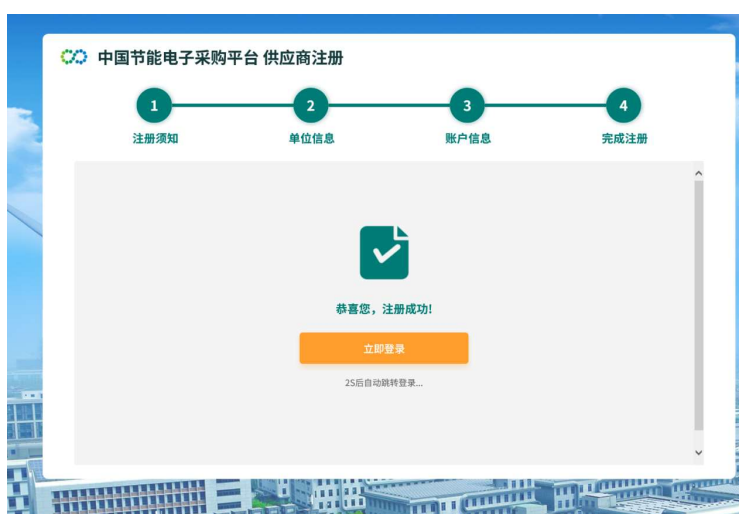 中国节能电子采购平台 供应商注册
1 2 3 4
注册须知 单位信息 账户信息 完成注册
恭喜您，注册成功!
立即登录
2S后自动跳转登录...